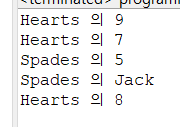 Hearts 의 9
Hearts 의 7
Spades 의 5
Spades 의 Jack
Hearts 의 8